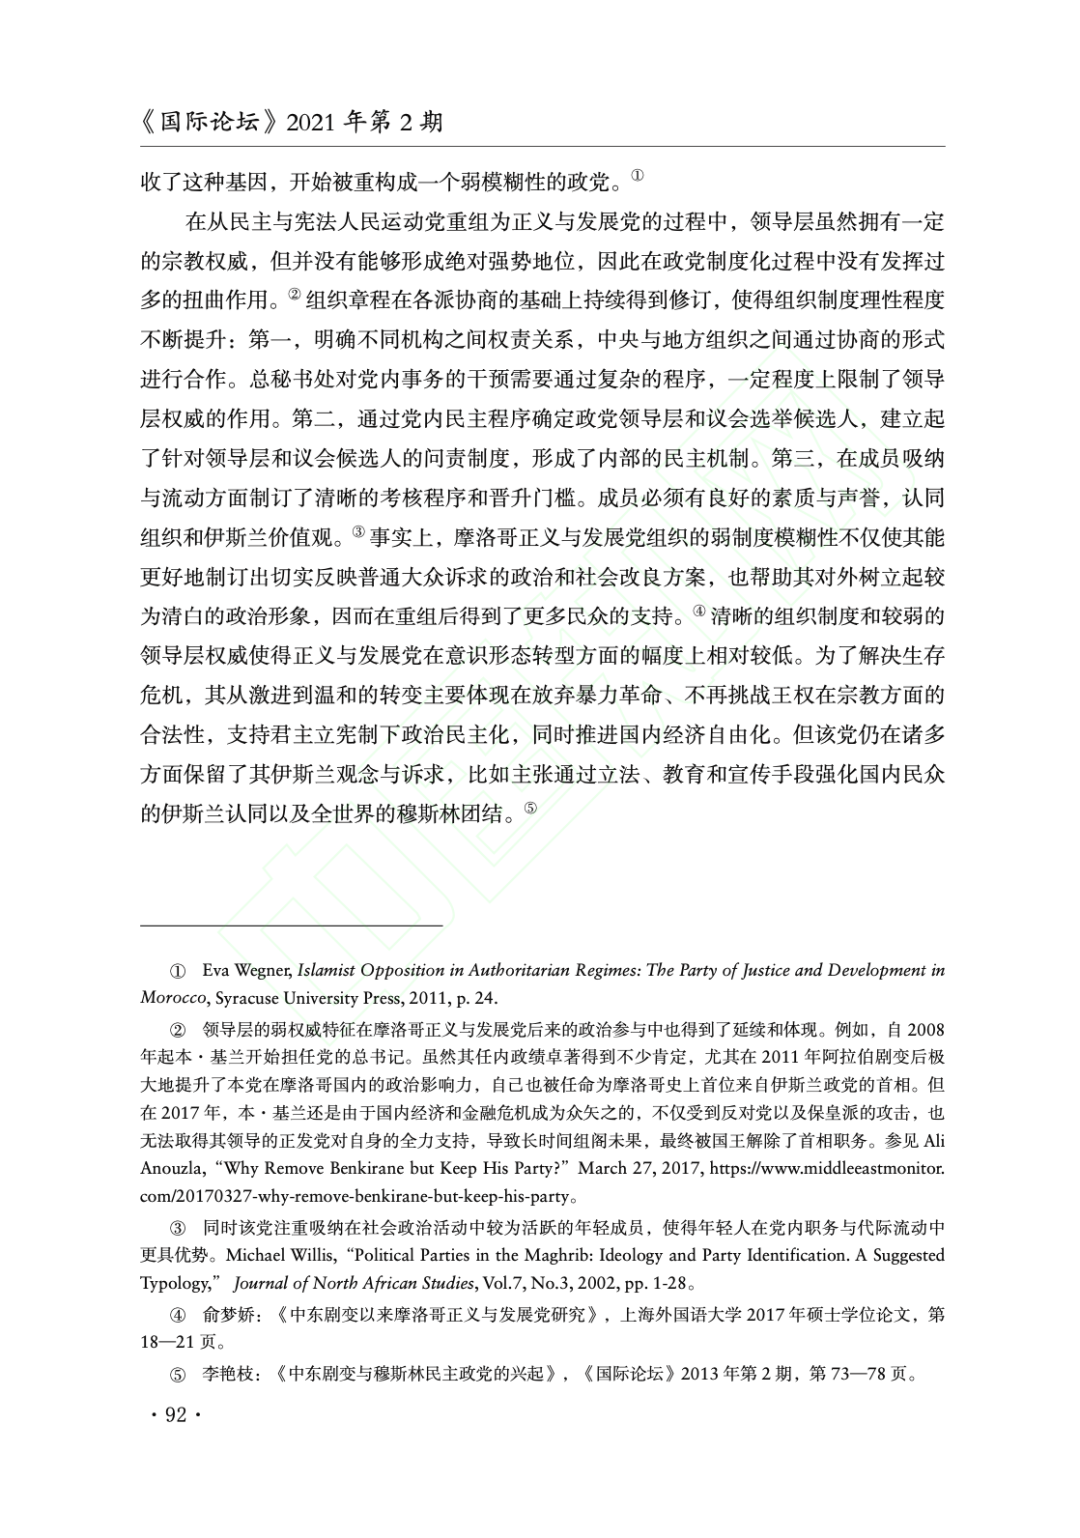 《国际论坛》2021 年第 2 期
收了这种基因，开始被重构成一个弱模糊性的政党。①
在从民主与宪法人民运动党重组为正义与发展党的过程中，领导层虽然拥有一定
的宗教权威，但并没有能够形成绝对强势地位，因此在政党制度化过程中没有发挥过
多的扭曲作用。②组织章程在各派协商的基础上持续得到修订，使得组织制度理性程度
不断提升：第一，明确不同机构之间权责关系，中央与地方组织之间通过协商的形式
进行合作。总秘书处对党内事务的干预需要通过复杂的程序，一定程度上限制了领导
层权威的作用。第二，通过党内民主程序确定政党领导层和议会选举候选人，建立起
了针对领导层和议会候选人的问责制度，形成了内部的民主机制。第三，在成员吸纳
与流动方面制订了清晰的考核程序和晋升门槛。成员必须有良好的素质与声誉，认同
组织和伊斯兰价值观。③事实上，摩洛哥正义与发展党组织的弱制度模糊性不仅使其能
更好地制订出切实反映普通大众诉求的政治和社会改良方案，也帮助其对外树立起较
为清白的政治形象，因而在重组后得到了更多民众的支持。④清晰的组织制度和较弱的
领导层权威使得正义与发展党在意识形态转型方面的幅度上相对较低。为了解决生存
危机，其从激进到温和的转变主要体现在放弃暴力革命、不再挑战王权在宗教方面的
合法性，支持君主立宪制下政治民主化，同时推进国内经济自由化。但该党仍在诸多
方面保留了其伊斯兰观念与诉求，比如主张通过立法、教育和宣传手段强化国内民众
的伊斯兰认同以及全世界的穆斯林团结。⑤
① Eva Wegner, Islamist Opposition in Authoritarian Regimes: The Party of Justice and Development in
Morocco, Syracuse University Press, 2011, p. 24.
② 领导层的弱权威特征在摩洛哥正义与发展党后来的政治参与中也得到了延续和体现。例如，自 2008
年起本·基兰开始担任党的总书记。虽然其任内政绩卓著得到不少肯定，尤其在 2011 年阿拉伯剧变后极
大地提升了本党在摩洛哥国内的政治影响力，自己也被任命为摩洛哥史上首位来自伊斯兰政党的首相。但
在 2017 年，本·基兰还是由于国内经济和金融危机成为众矢之的，不仅受到反对党以及保皇派的攻击，也
无法取得其领导的正发党对自身的全力支持，导致长时间组阁未果，最终被国王解除了首相职务。参见 Ali
Anouzla, “Why Remove Benkirane but Keep His Party?” March 27, 2017, https://www.middleeastmonitor.
com/20170327-why-remove-benkirane-but-keep-his-party。
③ 同时该党注重吸纳在社会政治活动中较为活跃的年轻成员，使得年轻人在党内职务与代际流动中
更具优势。Michael Willis, “Political Parties in the Maghrib: Ideology and Party Identification. A Suggested
Typology,” Journal of North African Studies, Vol.7, No.3, 2002, pp. 1-28。
④ 俞梦娇：《中东剧变以来摩洛哥正义与发展党研究》，上海外国语大学 2017 年硕士学位论文，第
18—21 页。
⑤ 李艳枝：《中东剧变与穆斯林民主政党的兴起》，《国际论坛》2013 年第 2 期，第 73—78 页。
·92·
中国知网